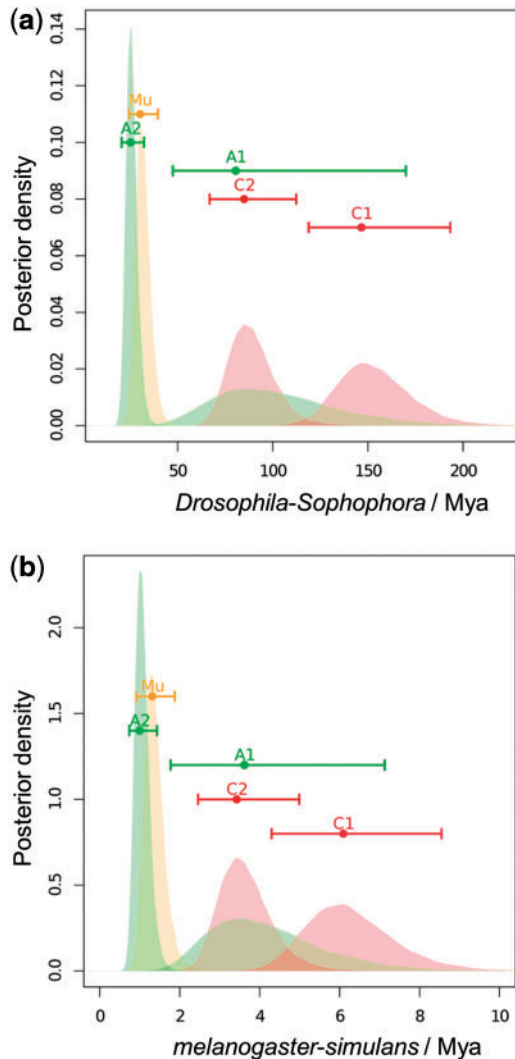 (a)
0.14
0.12
0.10
0.08
0.06
0.04
0.02
0.00
Posterior density
Mu
A2
A1
C2
C1
50 100 150 200
Drosophila-Sophophora / Mya
(b)
2.0
1.5
1.0
0.5
0.0
Posterior density
Mu
A2
A1
C2
C1
0 2 4 6 8 10
melanogaster-simulans / Mya